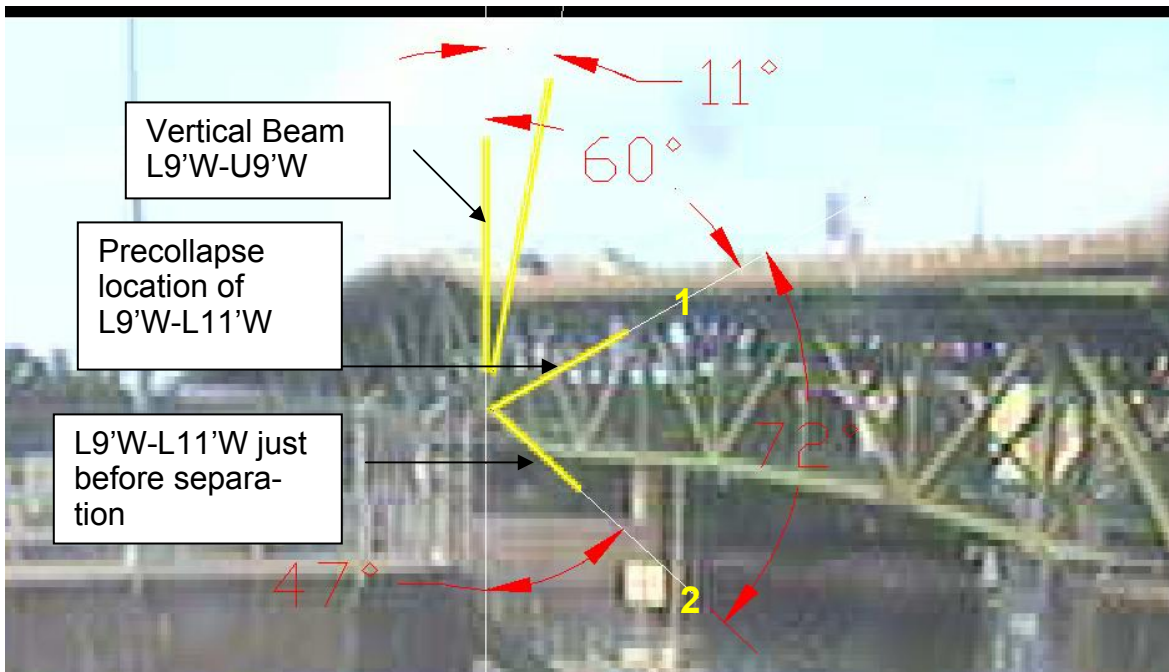 11°
60°
Vertical Beam
L9’W-U9’W
Precollapse
location of
L9’W-L11’W
1
72°
L9’W-L11’W just
before separa-
tion
47°
2